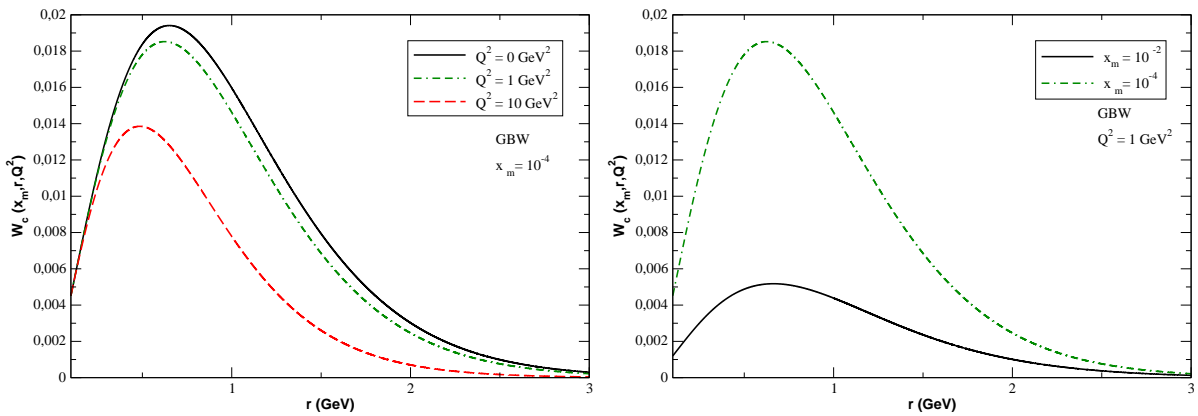 0,02
0,018
0,016
0,014
0,012
0,01
0,008
0,006
0,004
0,002
0
W_c (x_m,r,Q^2)
Q^2 = 0 GeV^2
Q^2 = 1 GeV^2
Q^2 = 10 GeV^2
GBW
x_m = 10^-4
1 2 3
r (GeV)
0,02
0,018
0,016
0,014
0,012
0,01
0,008
0,006
0,004
0,002
0
W_c (x_m,r,Q^2)
x_m = 10^-2
x_m = 10^-4
GBW
Q^2 = 1 GeV^2
1 2 3
r (GeV)